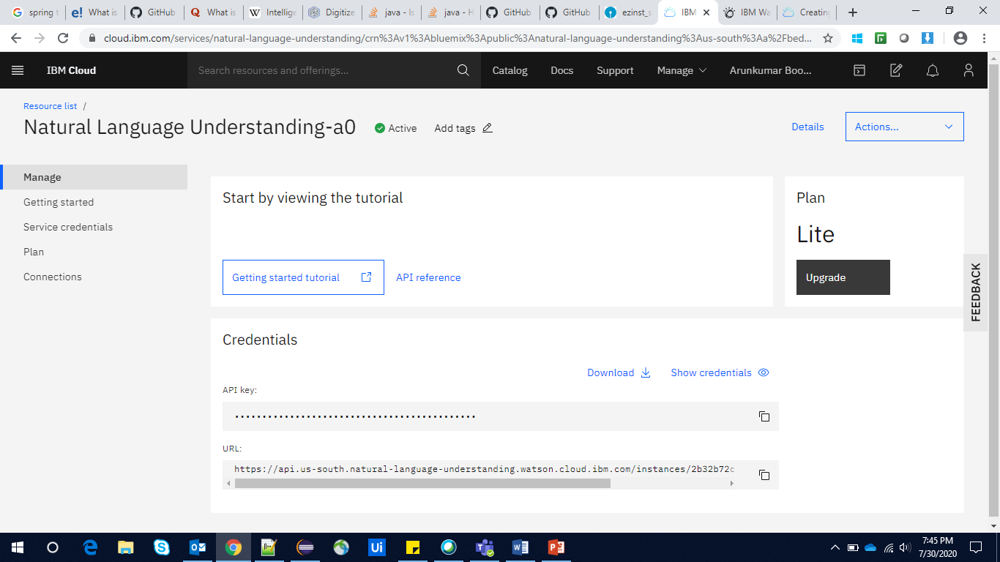 spring t
What is
GitHub
What is
Intellige
Digitize
java - Is
java - H
GitHub
GitHub
ezinst_s
IBM
IBM Wa
Creating
cloud.ibm.com/services/natural-language-understanding/crn%3Av1%3Abluemix%3Apublic%3Anatural-language-understanding%3Aus-south%3Aa%2Fbed...
IBM Cloud
Search resources and offerings...
Catalog
Docs
Support
Manage
Arunkumar Boo...
Resource list /
Natural Language Understanding-a0
Active
Add tags
Details
Actions...
Manage
Getting started
Service credentials
Plan
Connections
Start by viewing the tutorial
Getting started tutorial
API reference
Plan
Lite
Upgrade
FEEDBACK
Credentials
Download
Show credentials
API key:
URL:
https://api.us-south.natural-language-understanding.watson.cloud.ibm.com/instances/2b32b72c
7:45 PM
7/30/2020